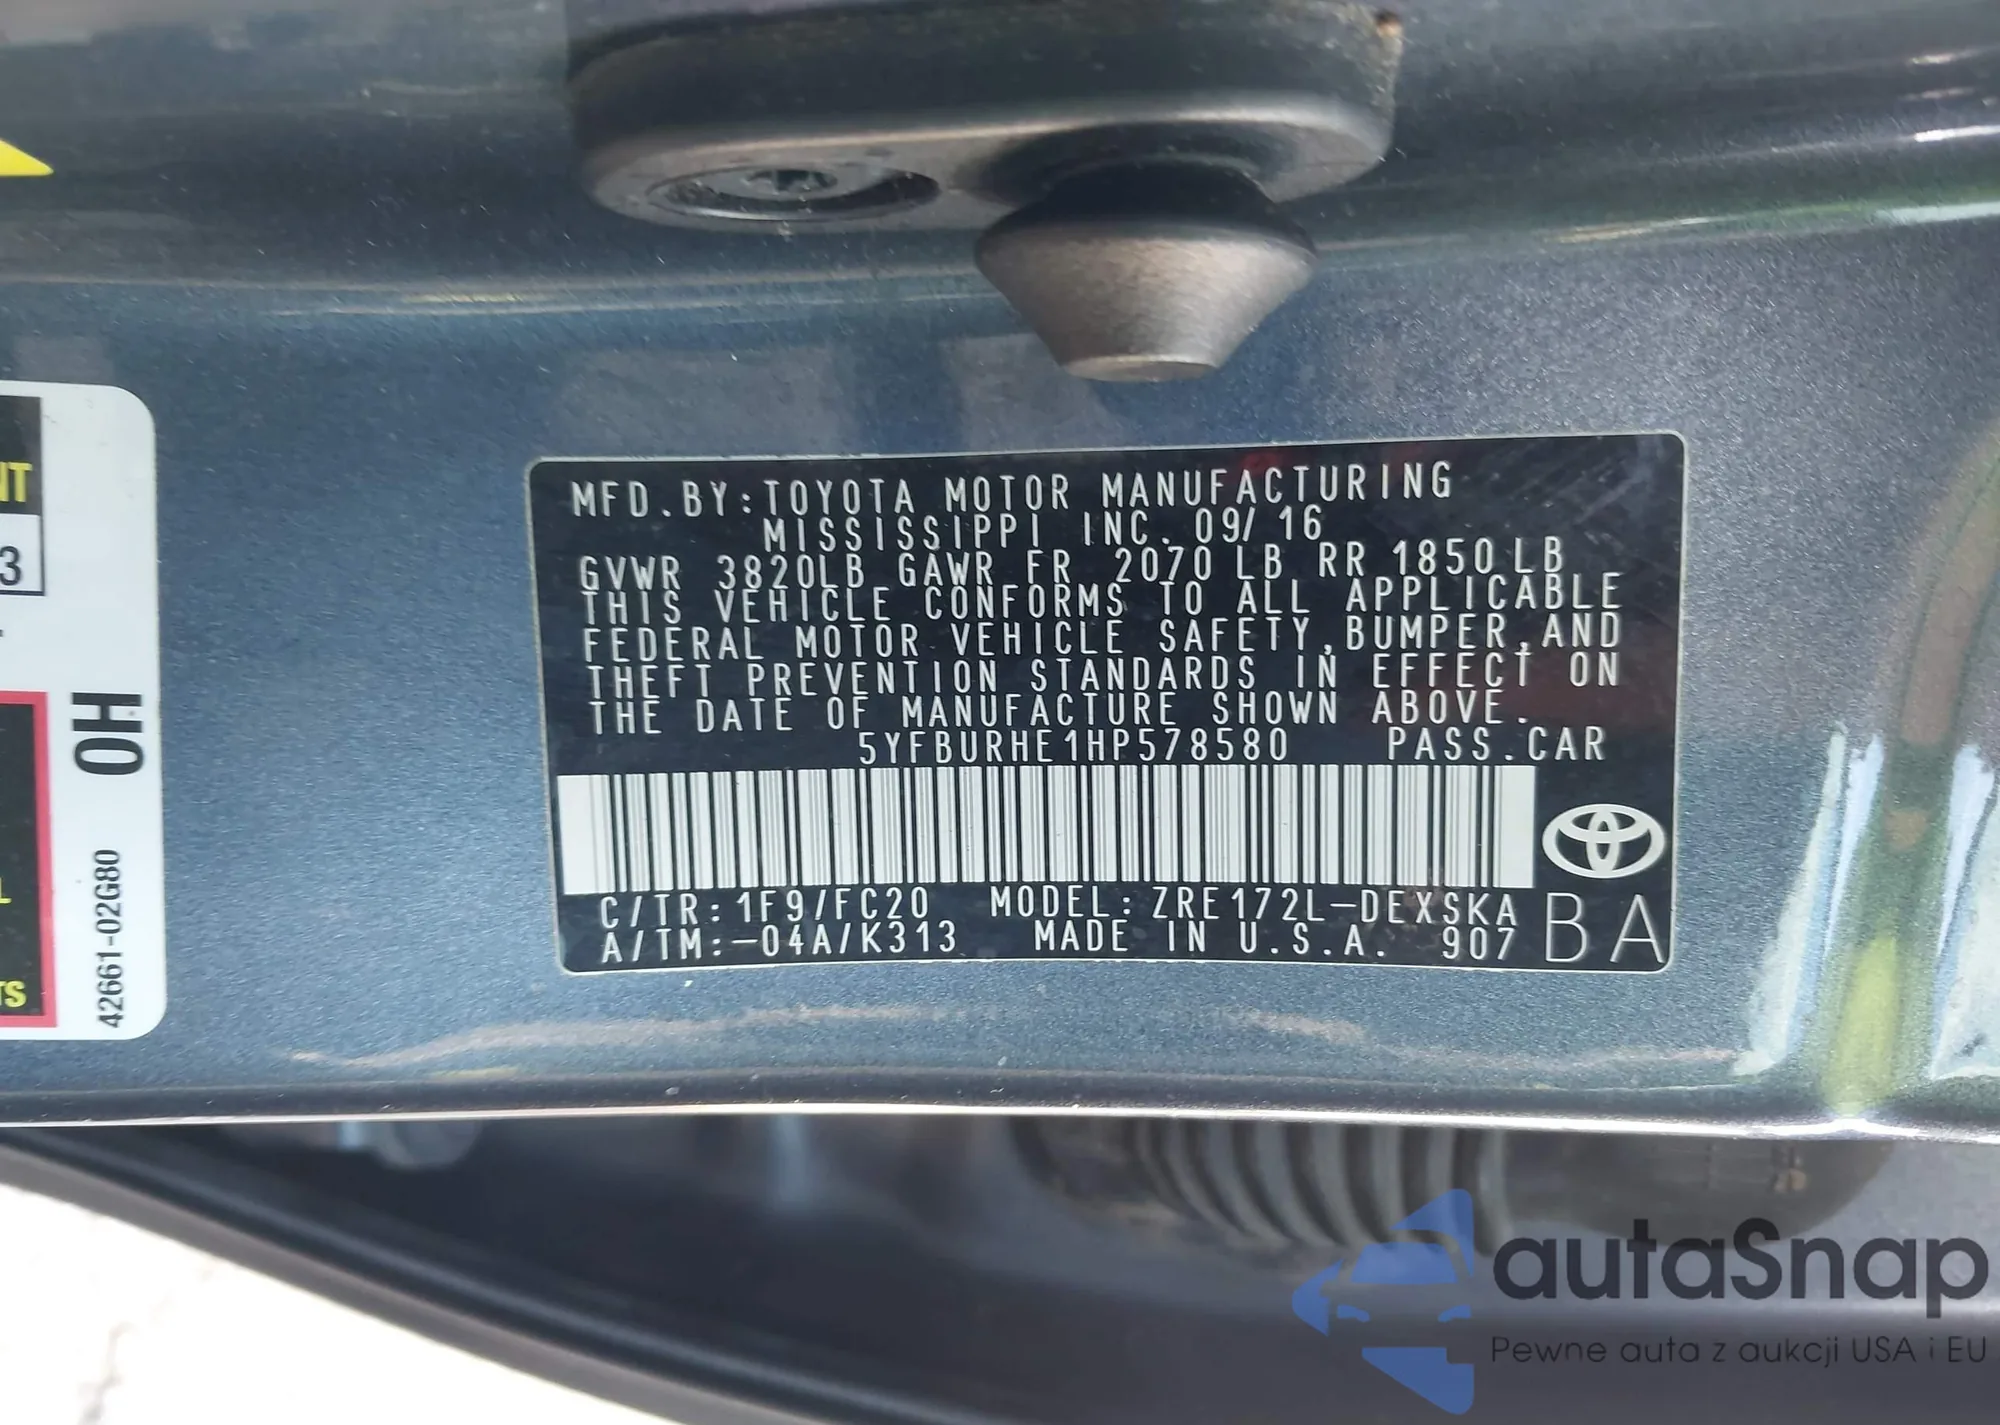 MFD.BY:TOYOTA MOTOR MANUFACTURING
MISSISSIPPI INC. 09/16
GVWR 3820LB GAWR FR 2070 LB RR 1850LB
THIS VEHICLE CONFORMS TO ALL APPLICABLE
FEDERAL MOTOR VEHICLE SAFETY,BUMPER,AND
THEFT PREVENTION STANDARDS IN EFFECT ON
THE DATE OF MANUFACTURE SHOWN ABOVE.
5YFBURHE1HP578580 PASS.CAR
C/TR:1F9/FC20 MODEL:ZRE172L-DEXSKA
A/TM:-04A/K313 MADE IN U.S.A. 907
BA
NT
3
L
TS
OH
42661-02G80
autaSnap
Pewne auta z aukcji USA i EU